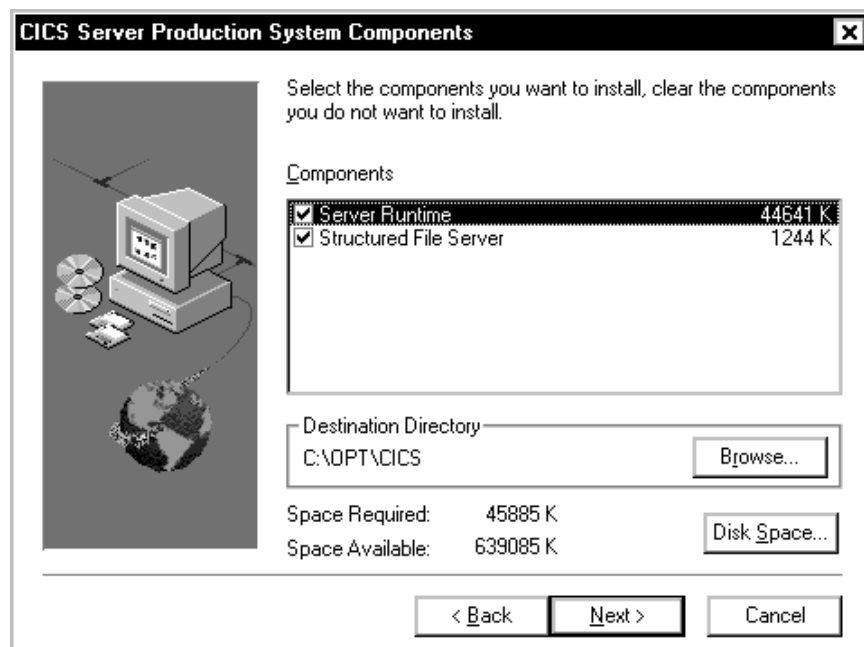 CICS Server Production System Components
Select the components you want to install, clear the components
you do not want to install.
Components
Server Runtime 44641 K
Structured File Server 1244 K
Destination Directory
C:\OPT\CICS
Browse...
Space Required: 45885 K
Space Available: 639085 K
Disk Space...
< Back
Next >
Cancel